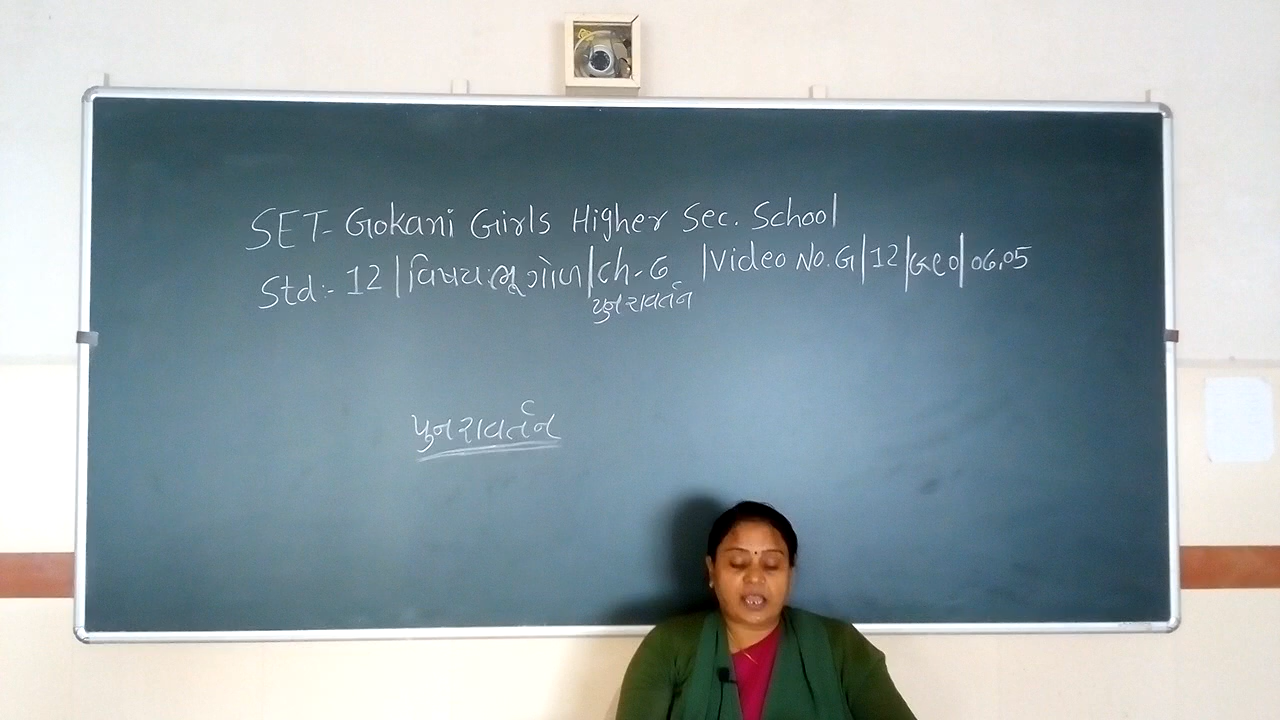 SET- Gokani Girls Higher Sec. School
Std:- 12 | વિષય:ભૂગોળ | Ch-6 | Video No. G | 12 | Geo | 06.05
પુનરાવર્તન
પુનરાવર્તન